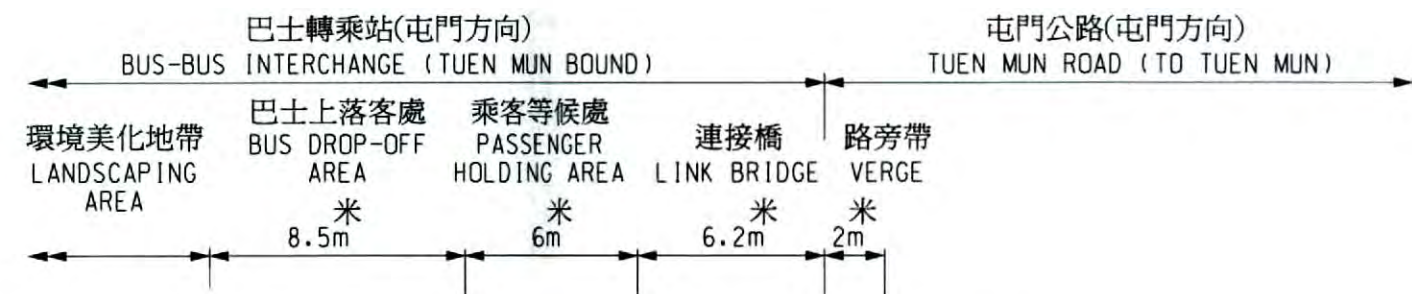 巴士轉乘站(屯門方向)
BUS-BUS INTERCHANGE (TUEN MUN BOUND)
屯門公路(屯門方向)
TUEN MUN ROAD (TO TUEN MUN)
環境美化地帶
LANDSCAPING
AREA
巴士上落客處
BUS DROP-OFF
AREA
米
8.5m
乘客等候處
PASSENGER
HOLDING AREA
米
6m
連接橋
LINK BRIDGE
米
6.2m
路旁帶
VERGE
米
2m